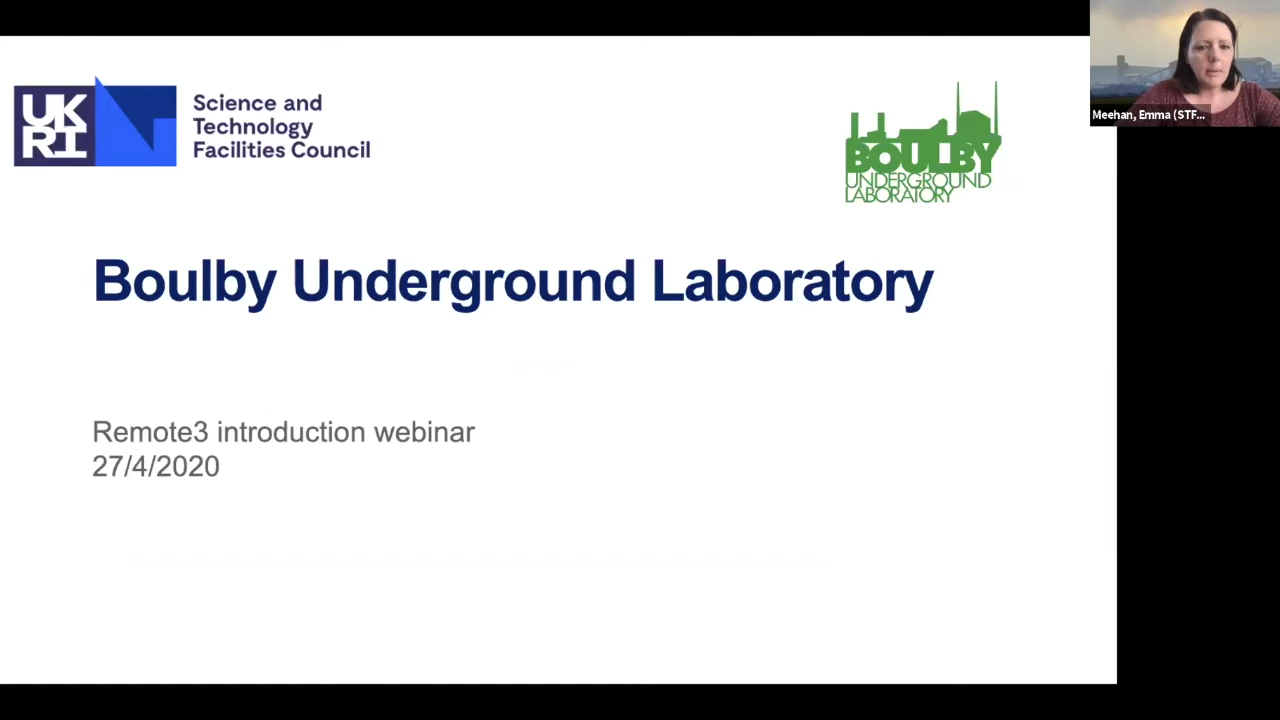 UK
RI
Science and
Technology
Facilities Council
BOULBY
UNDERGROUND
LABORATORY
Meehan, Emma (STF...
Boulby Underground Laboratory
Remote3 introduction webinar
27/4/2020